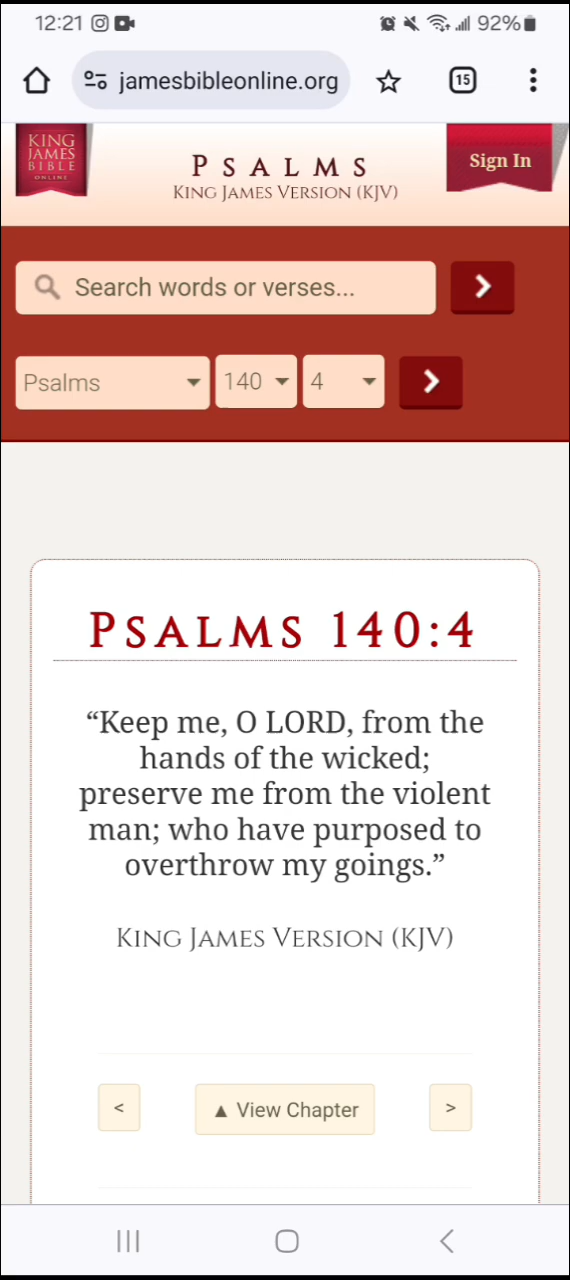 12:21 92%
jamesbibleonline.org 15
KING
JAMES
BIBLE
ONLINE
PSALMS
KING JAMES VERSION (KJV)
Sign In
Search words or verses...
Psalms 140 4
PSALMS 140:4
“Keep me, O LORD, from the
hands of the wicked;
preserve me from the violent
man; who have purposed to
overthrow my goings.”
KING JAMES VERSION (KJV)
< ▲ View Chapter >